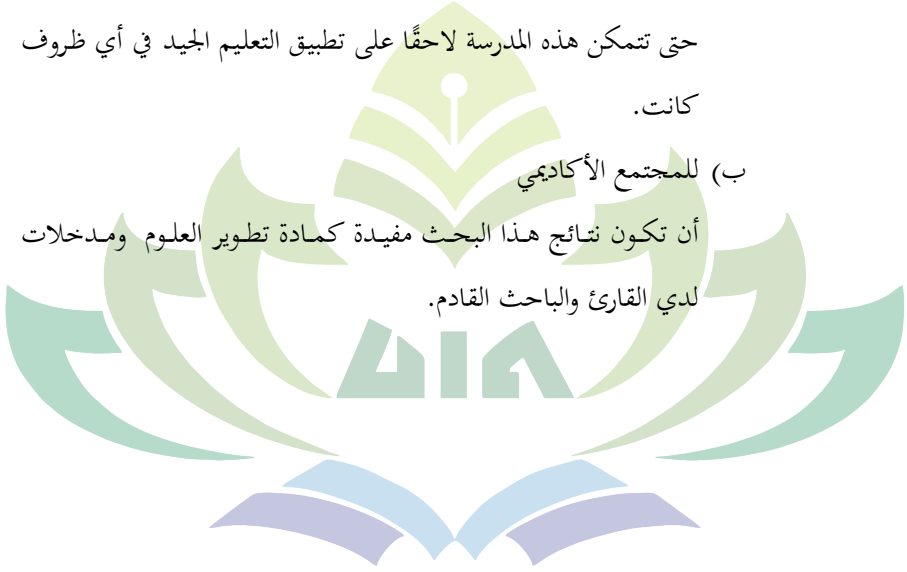 حتى تتمكن هذه المدرسة لاحقًا على تطبيق التعليم الجيد في أي ظروف
كانت.
ب) للمجتمع الأكاديمي
أن تكون نتائج هذا البحث مفيدة كمادة تطوير العلوم ومدخلات
لدي القارئ والباحث القادم.